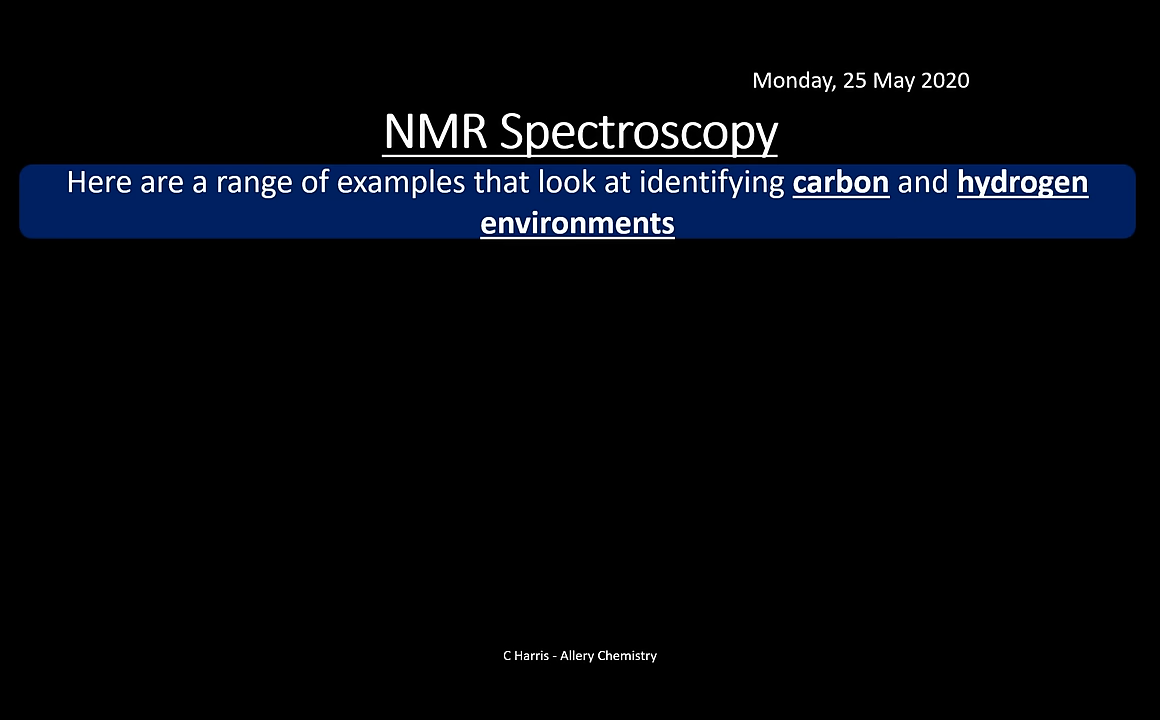 Monday, 25 May 2020
NMR Spectroscopy
Here are a range of examples that look at identifying carbon and hydrogen
environments
C Harris - Allery Chemistry